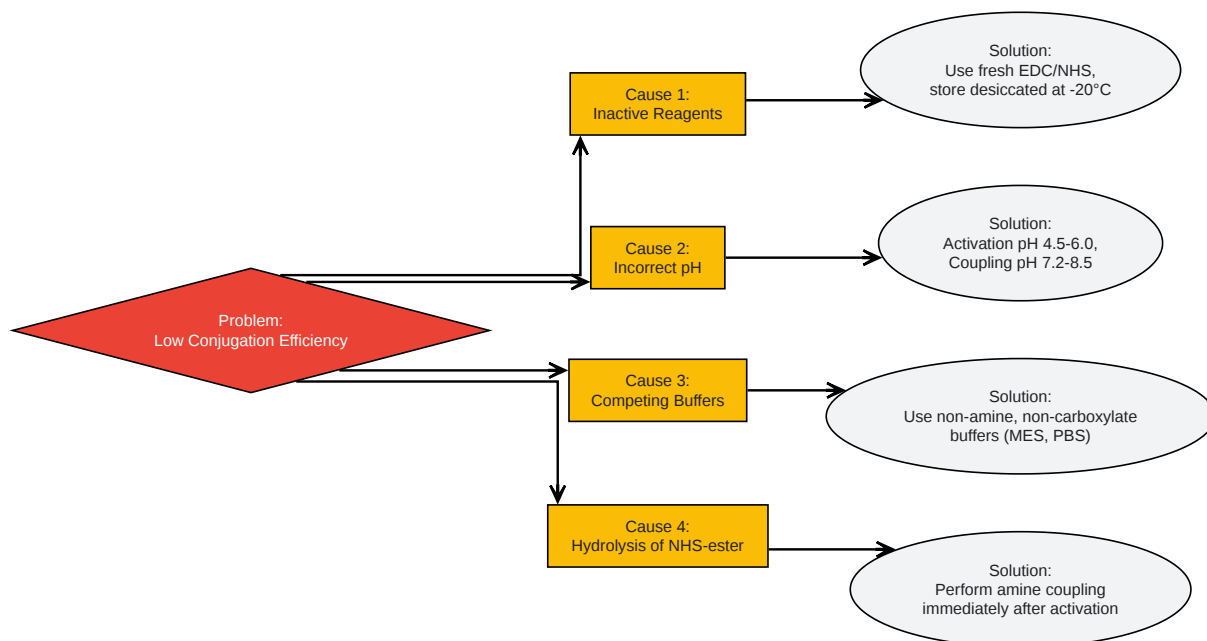 Problem:
Low Conjugation Efficiency
Cause 1:
Inactive Reagents
Solution:
Use fresh EDC/NHS,
store desiccated at -20°C
Cause 2:
Incorrect pH
Solution:
Activation pH 4.5-6.0,
Coupling pH 7.2-8.5
Cause 3:
Competing Buffers
Solution:
Use non-amine, non-carboxylate
buffers (MES, PBS)
Cause 4:
Hydrolysis of NHS-ester
Solution:
Perform amine coupling
immediately after activation